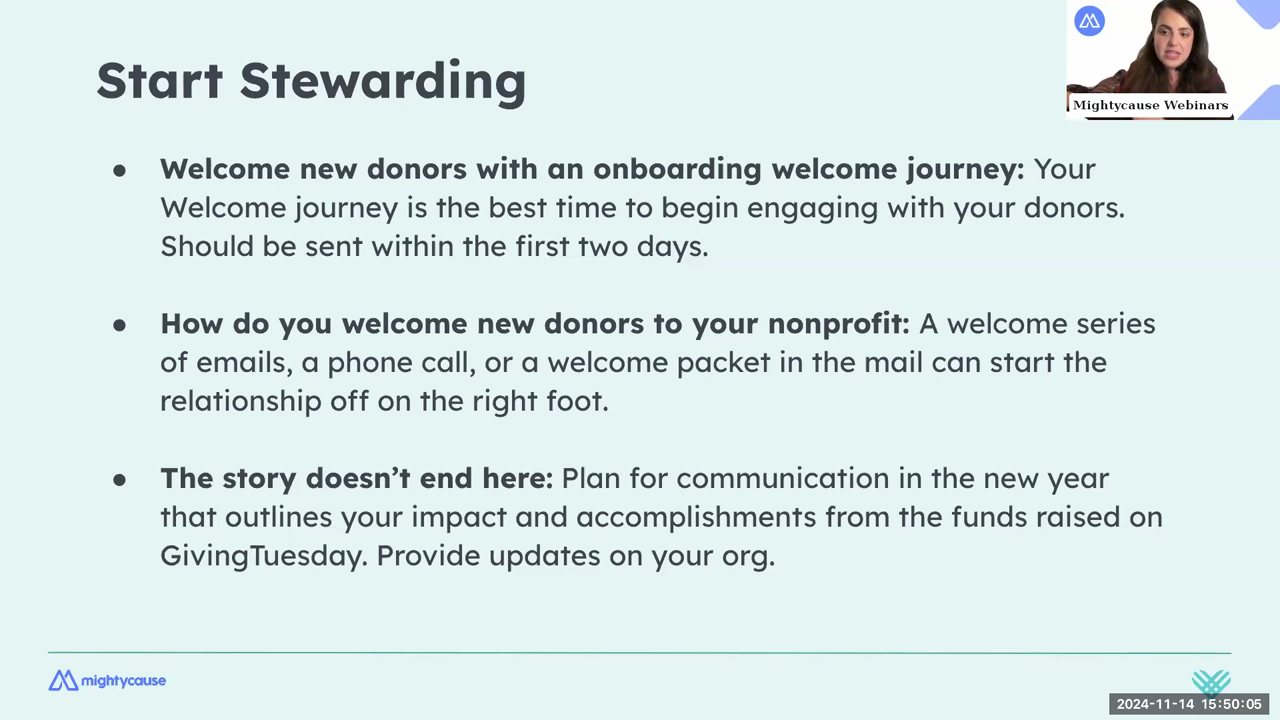 Start Stewarding
Mightycause Webinars
● Welcome new donors with an onboarding welcome journey: Your
Welcome journey is the best time to begin engaging with your donors.
Should be sent within the first two days.
● How do you welcome new donors to your nonprofit: A welcome series
of emails, a phone call, or a welcome packet in the mail can start the
relationship off on the right foot.
● The story doesn’t end here: Plan for communication in the new year
that outlines your impact and accomplishments from the funds raised on
GivingTuesday. Provide updates on your org.
mightycause
2024-11-14 15:50:05